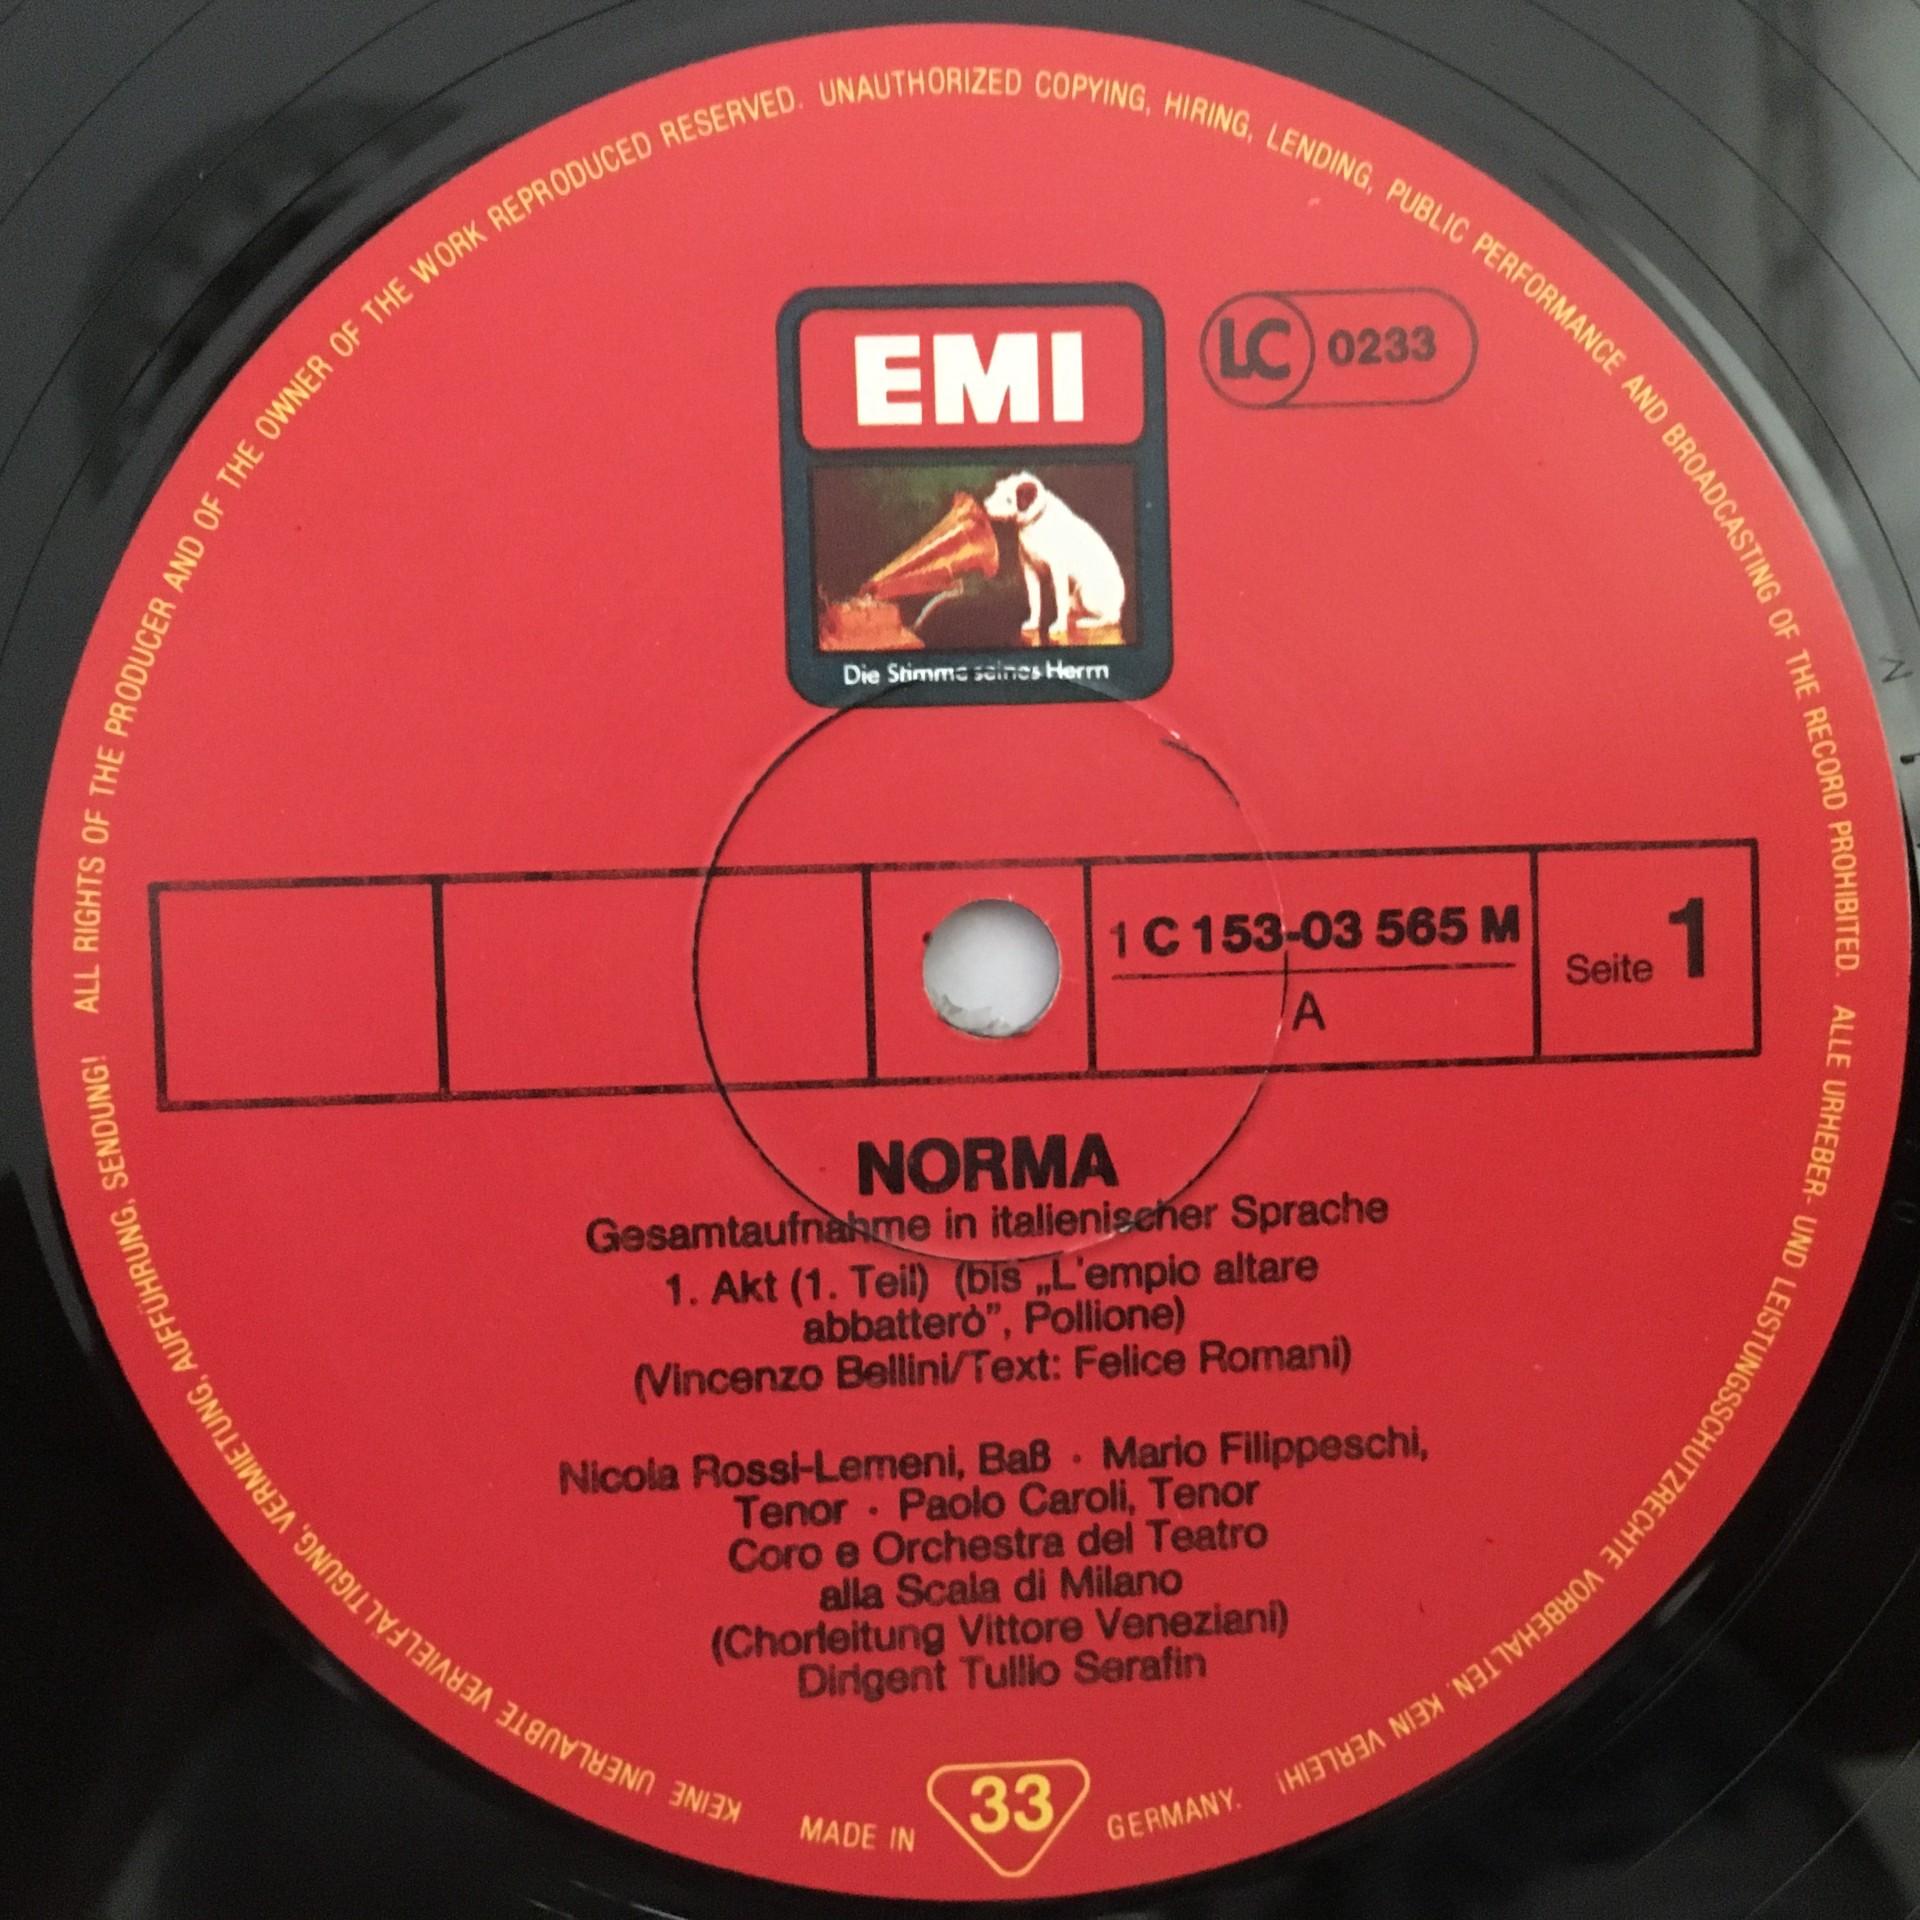 ALL RIGHTS OF THE PRODUCER AND OF THE OWNER OF THE WORK REPRODUCED RESERVED. UNAUTHORIZED COPYING, HIRING, LENDING, PUBLIC PERFORMANCE AND BROADCASTING OF THE RECORD PROHIBITED.
ALLE URHEBER- UND LEISTUNGSSCHUTZRECHTE VORBEHALTEN. KEIN VERLEIH!
KEINE UNERLAUBTE VERVIELFÄLTIGUNG, VERMIETUNG, AUFFÜHRUNG, SENDUNG!
EMI
LC 0233
Die Stimme seines Herrn
1 C 153-03 565 M
A
Seite 1
NORMA
Gesamtaufnahme in italienischer Sprache
1. Akt (1. Teil) (bis „L'empio altare
abbatterò”, Pollione)
(Vincenzo Bellini/Text: Felice Romani)
Nicola Rossi-Lemeni, Baß · Mario Filippeschi,
Tenor · Paolo Caroli, Tenor
Coro e Orchestra del Teatro
alla Scala di Milano
(Chorleitung Vittore Veneziani)
Dirigent Tullio Serafin
MADE IN 33 GERMANY.